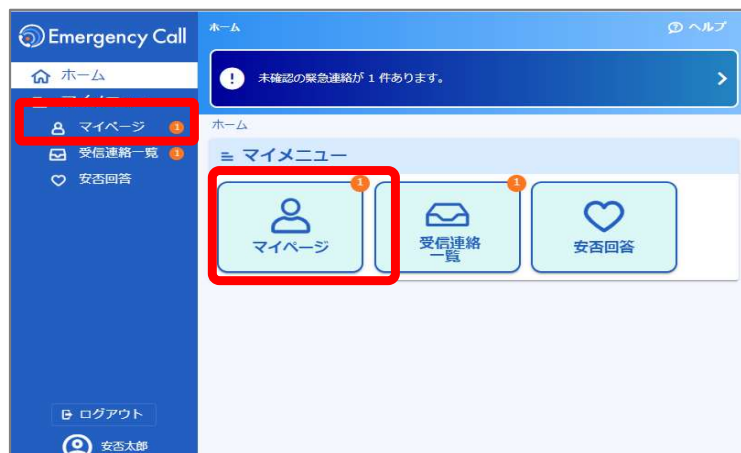 Emergency Call
ホーム
マイページ 1
受信連絡一覧 1
安否回答
ログアウト
安否太郎
ホーム
ヘルプ
! 未確認の緊急連絡が 1 件あります。
ホーム
マイメニュー
1
マイページ
1
受信連絡
一覧
安否回答